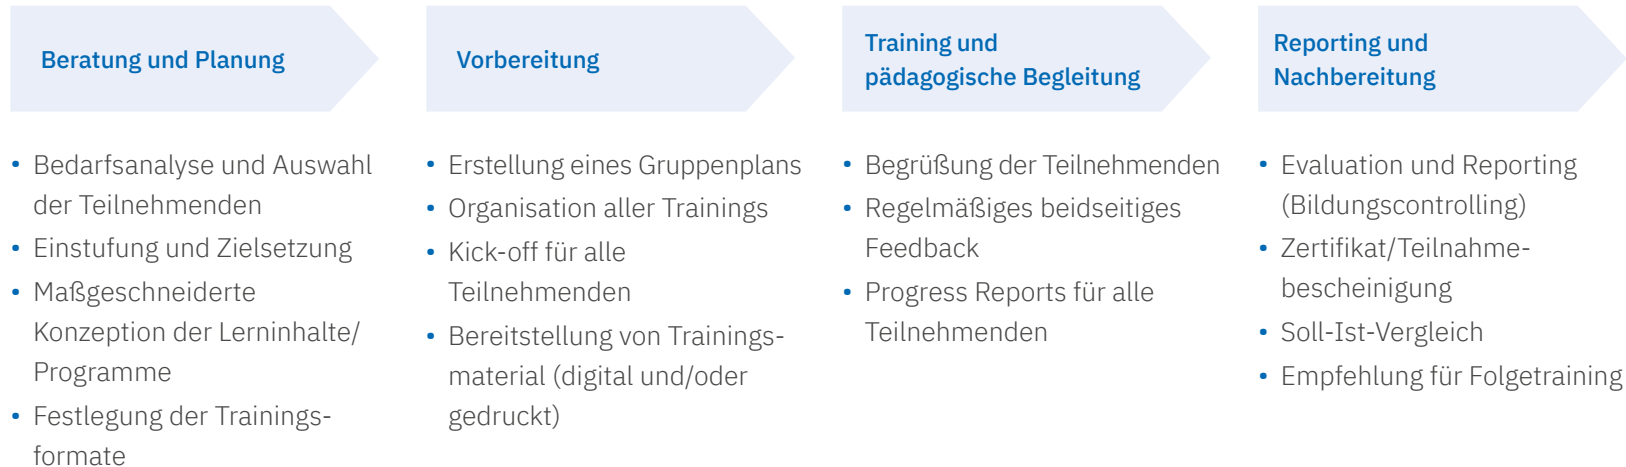 Beratung und Planung
• Bedarfsanalyse und Auswahl
der Teilnehmenden
• Einstufung und Zielsetzung
• Maßgeschneiderte
Konzeption der Lerninhalte/
Programme
• Festlegung der Trainings-
formate
Vorbereitung
• Erstellung eines Gruppenplans
• Organisation aller Trainings
• Kick-off für alle
Teilnehmenden
• Bereitstellung von Trainings-
material (digital und/oder
gedruckt)
Training und
pädagogische Begleitung
• Begrüßung der Teilnehmenden
• Regelmäßiges beidseitiges
Feedback
• Progress Reports für alle
Teilnehmenden
Reporting und
Nachbereitung
• Evaluation und Reporting
(Bildungscontrolling)
• Zertifikat/Teilnahme-
bescheinigung
• Soll-Ist-Vergleich
• Empfehlung für Folgetraining